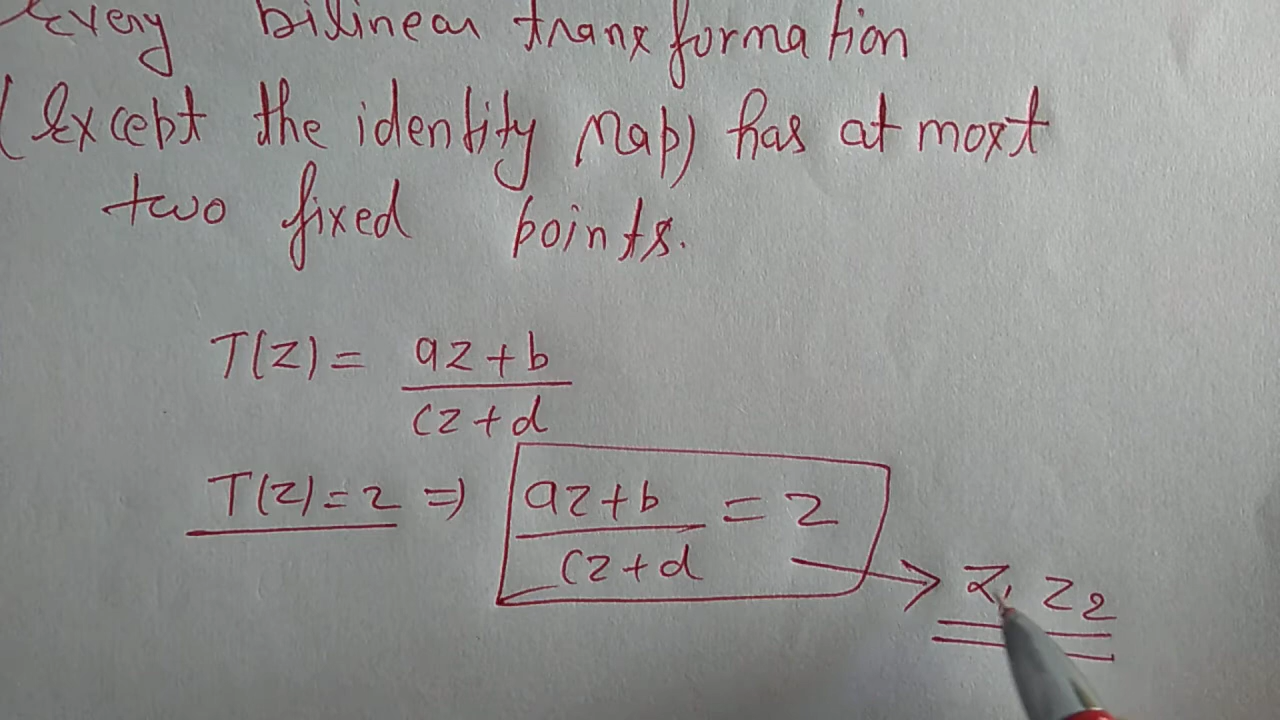 Every bilinear transformation
(except the identity Map) has at most
two fixed points.
T(z) = az+b
cz+d
T(z) = z ⇒ az+b = z
cz+d
z₁ z₂